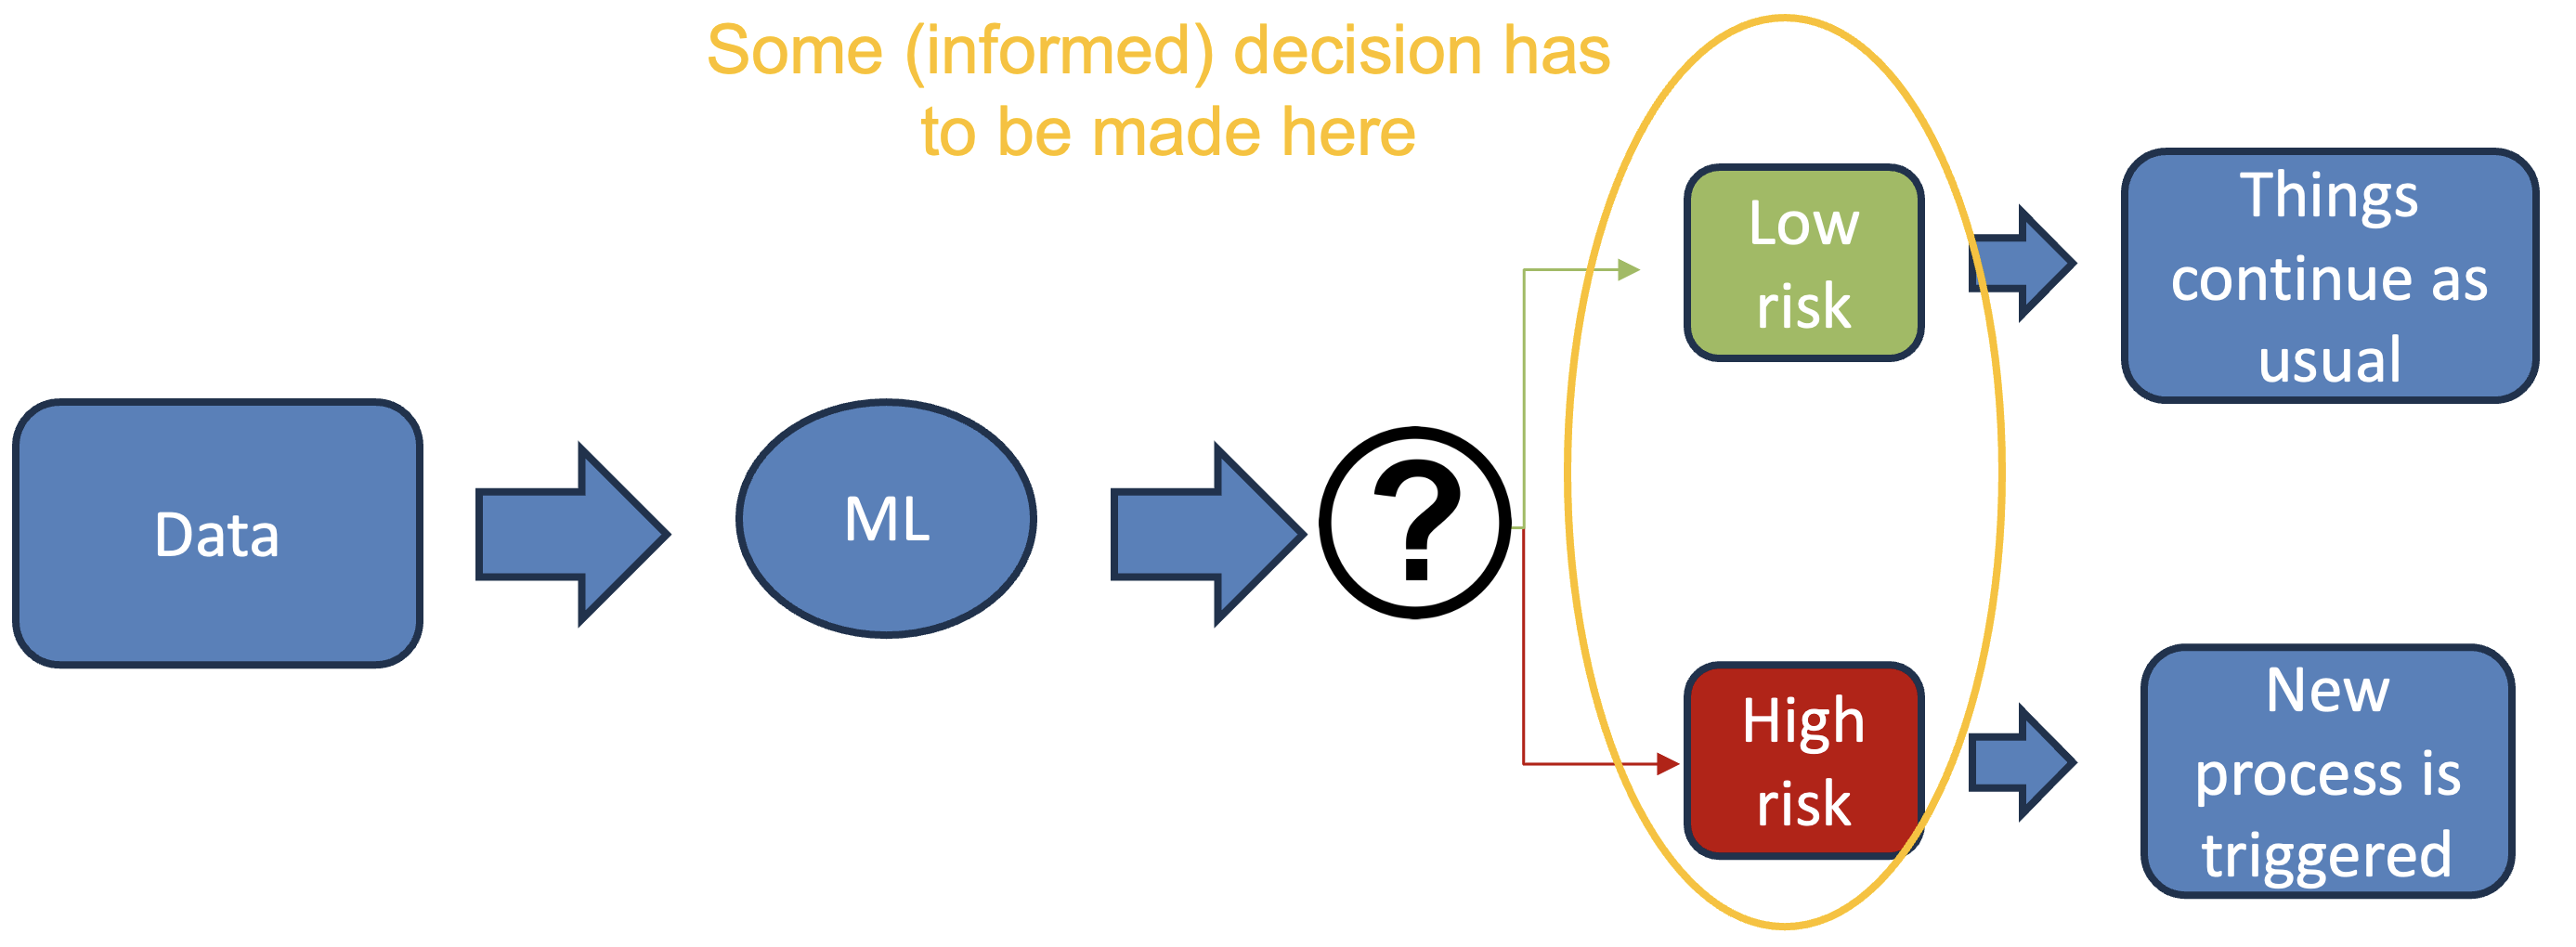 Some (informed) decision has
to be made here
Data
ML
?
Low
risk
Things
continue as
usual
High
risk
New
process is
triggered